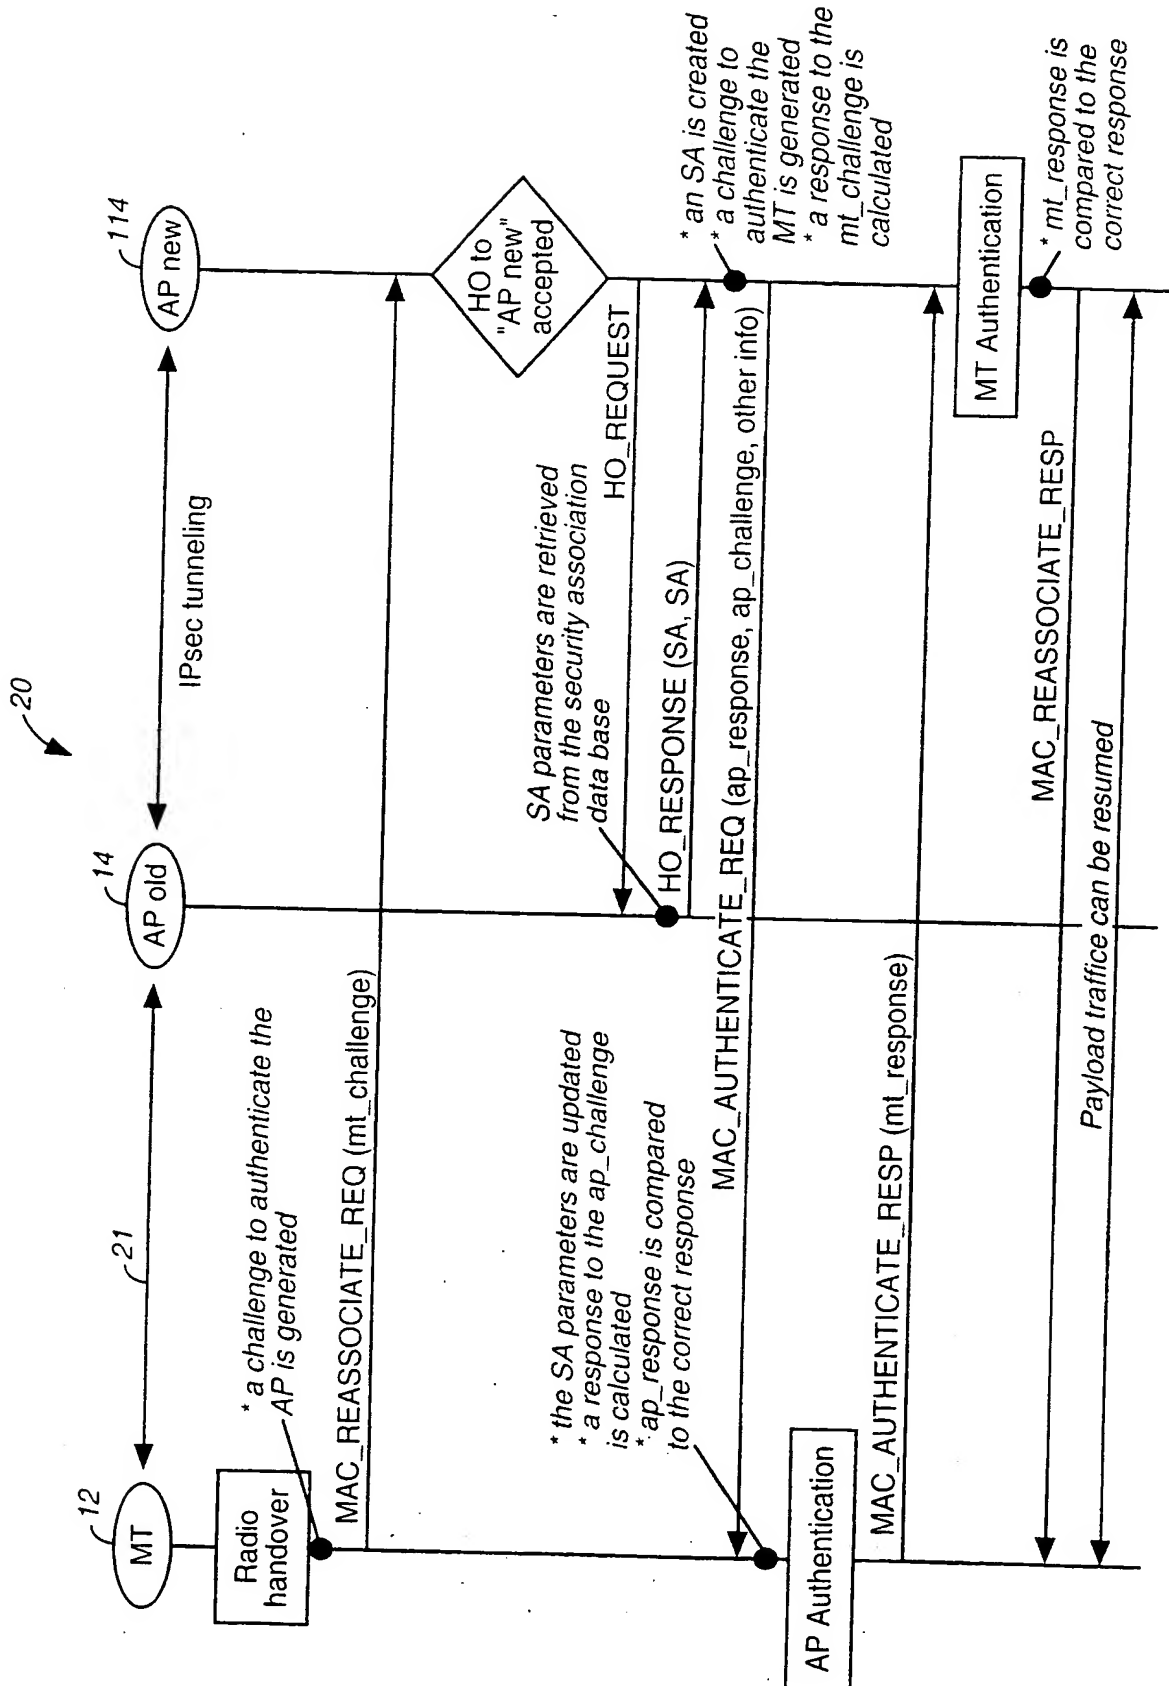 20
12
MT
21
14
AP old
IPsec tunneling
114
AP new
Radio
handover
* a challenge to authenticate the
AP is generated
MAC_REASSOCIATE_REQ (mt_challenge)
HO to
"AP new"
accepted
HO_REQUEST
SA parameters are retrieved
from the security association
data base
HO_RESPONSE (SA, SA)
* an SA is created
* a challenge to
authenticate the
MT is generated
* a response to the
mt_challenge is
calculated
MAC_AUTHENTICATE_REQ (ap_response, ap_challenge, other info)
* the SA parameters are updated
* a response to the ap_challenge
is calculated
* ap_response is compared
to the correct response
AP Authentication
MAC_AUTHENTICATE_RESP (mt_response)
MT Authentication
* mt_response is
compared to the
correct response
MAC_REASSOCIATE_RESP
Payload traffice can be resumed